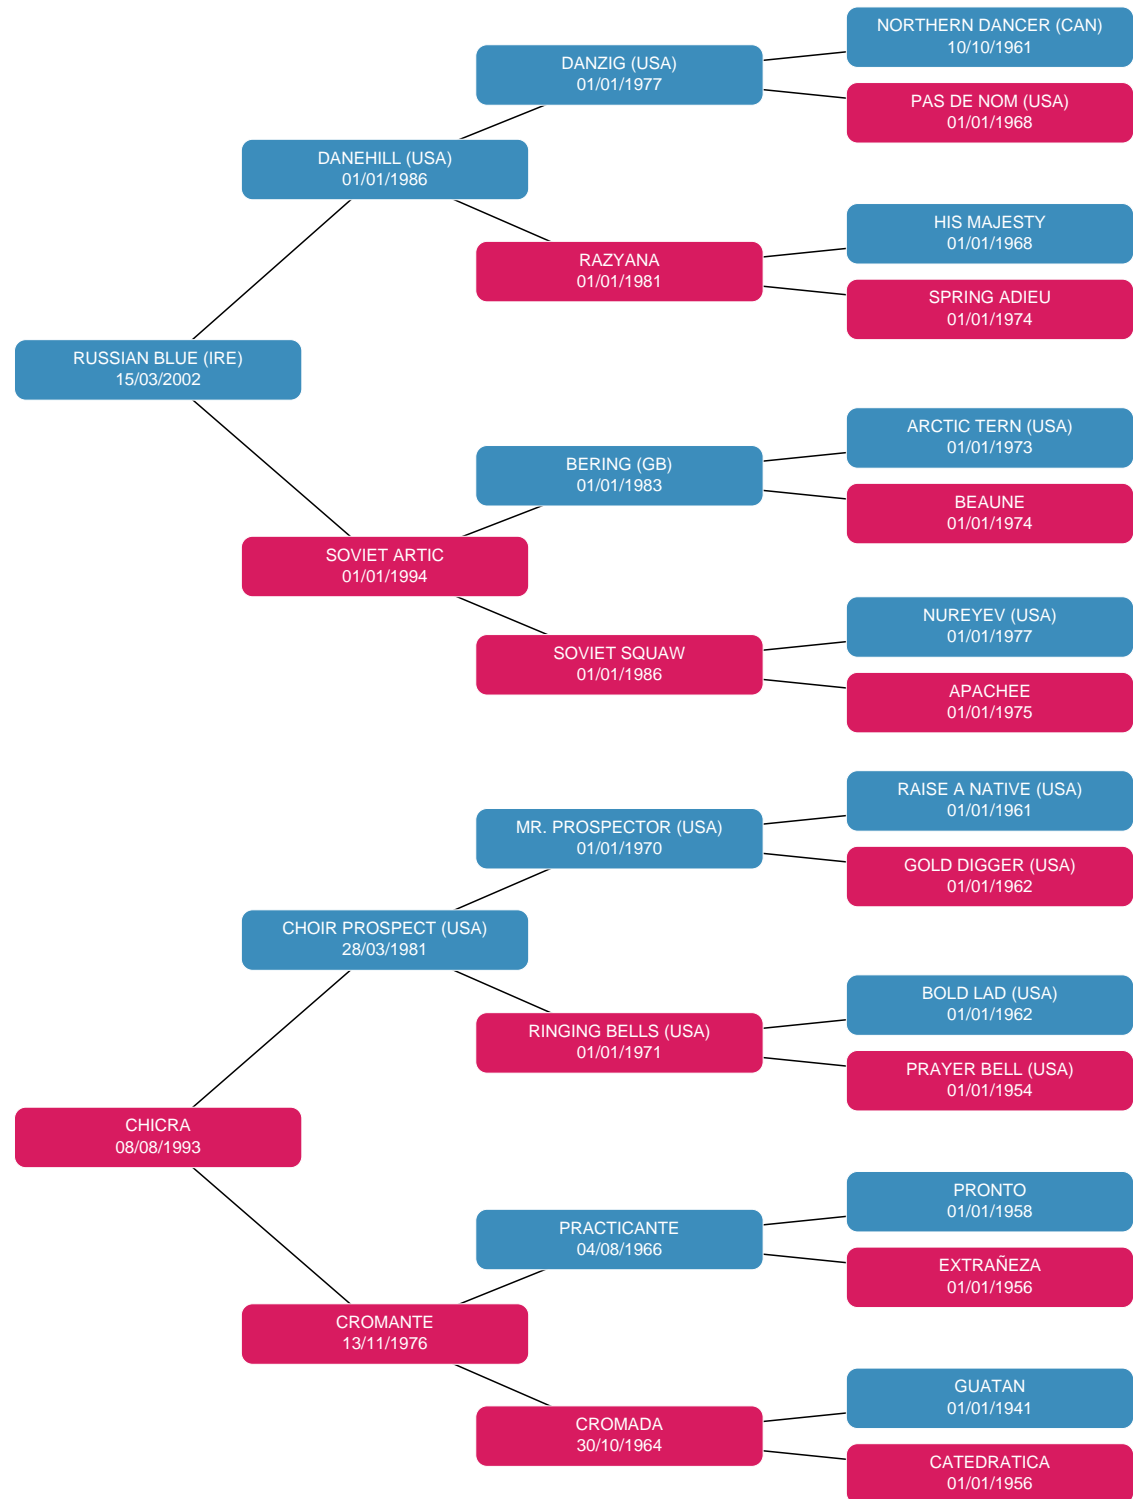 NORTHERN DANCER (CAN)
10/10/1961
DANZIG (USA)
01/01/1977
PAS DE NOM (USA)
01/01/1968
DANEHILL (USA)
01/01/1986
HIS MAJESTY
01/01/1968
RAZYANA
01/01/1981
SPRING ADIEU
01/01/1974
RUSSIAN BLUE (IRE)
15/03/2002
ARCTIC TERN (USA)
01/01/1973
BERING (GB)
01/01/1983
BEAUNE
01/01/1974
SOVIET ARTIC
01/01/1994
NUREYEV (USA)
01/01/1977
SOVIET SQUAW
01/01/1986
APACHEE
01/01/1975
RAISE A NATIVE (USA)
01/01/1961
MR. PROSPECTOR (USA)
01/01/1970
GOLD DIGGER (USA)
01/01/1962
CHOIR PROSPECT (USA)
28/03/1981
BOLD LAD (USA)
01/01/1962
RINGING BELLS (USA)
01/01/1971
PRAYER BELL (USA)
01/01/1954
CHICRA
08/08/1993
PRONTO
01/01/1958
PRACTICANTE
04/08/1966
EXTRAÑEZA
01/01/1956
CROMANTE
13/11/1976
GUATAN
01/01/1941
CROMADA
30/10/1964
CATEDRATICA
01/01/1956